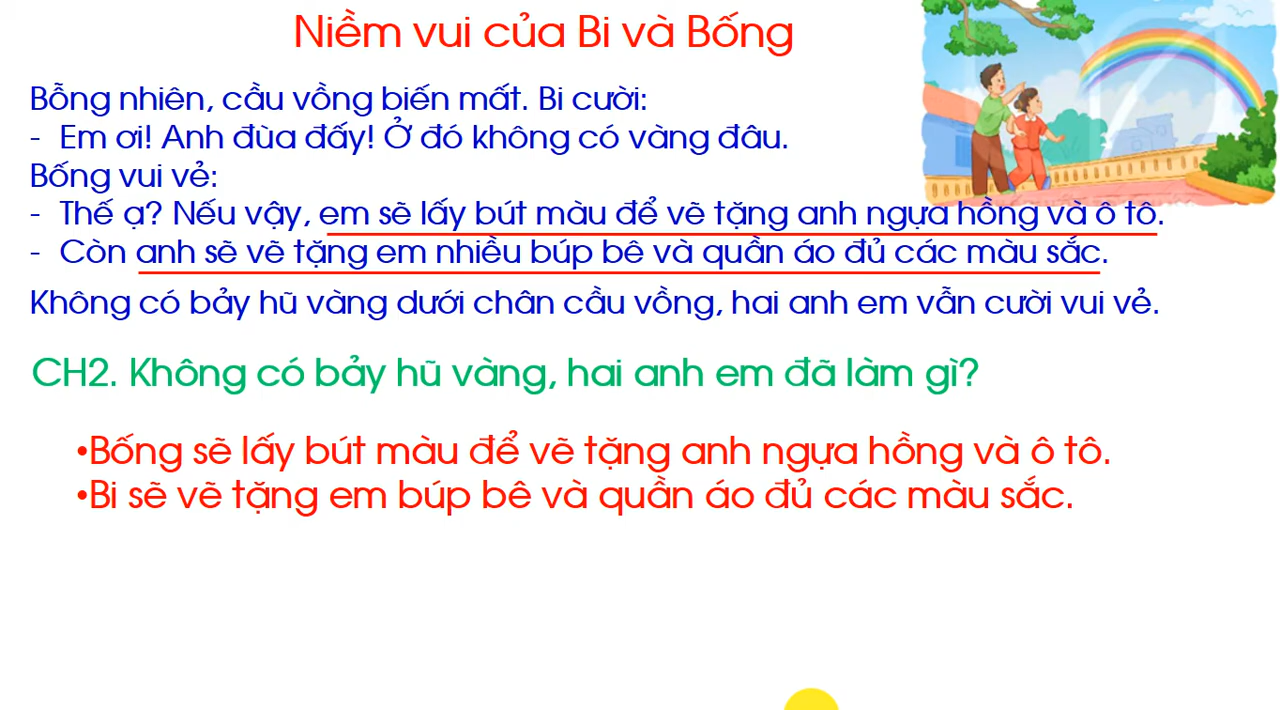 Niềm vui của Bi và Bống
Bỗng nhiên, cầu vồng biến mất. Bi cười:
- Em ơi! Anh đùa đấy! Ở đó không có vàng đâu.
Bống vui vẻ:
- Thế ạ? Nếu vậy, em sẽ lấy bút màu để vẽ tặng anh ngựa hồng và ô tô.
- Còn anh sẽ vẽ tặng em nhiều búp bê và quần áo đủ các màu sắc.
Không có bảy hũ vàng dưới chân cầu vồng, hai anh em vẫn cười vui vẻ.
CH2. Không có bảy hũ vàng, hai anh em đã làm gì?
•Bống sẽ lấy bút màu để vẽ tặng anh ngựa hồng và ô tô.
•Bi sẽ vẽ tặng em búp bê và quần áo đủ các màu sắc.